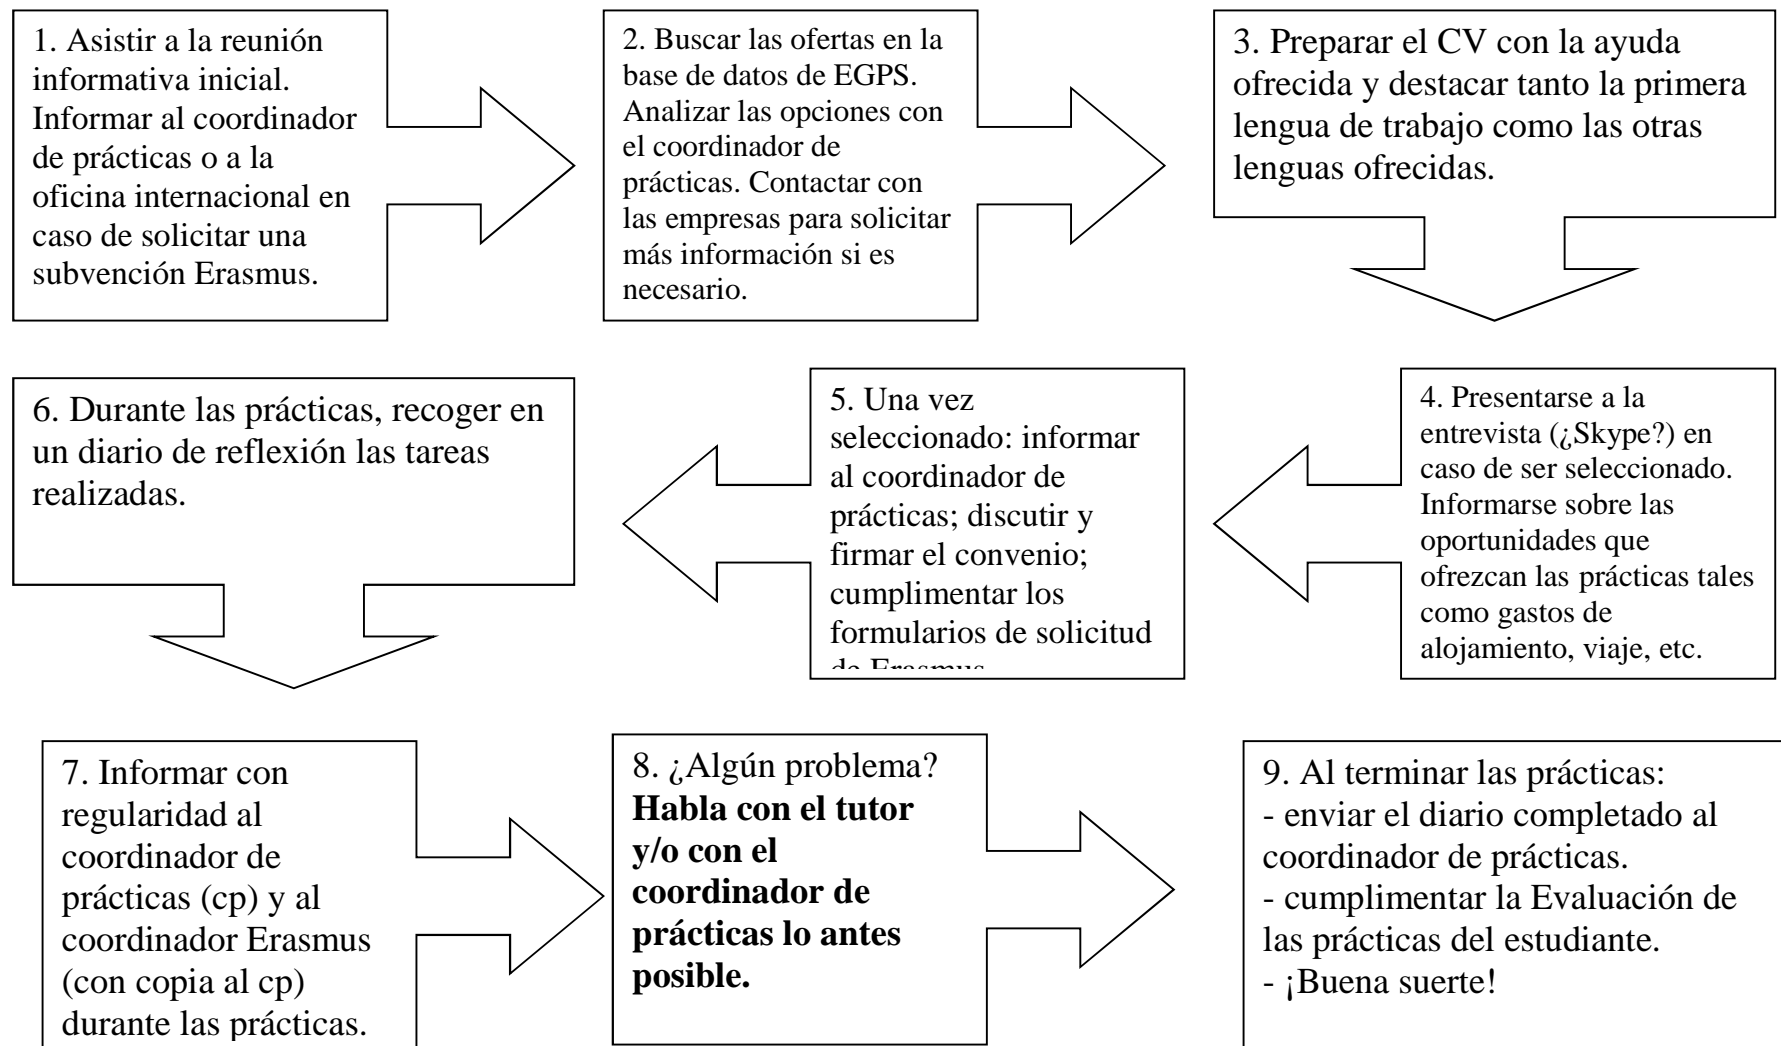 1. Asistir a la reunión
informativa inicial.
Informar al coordinador
de prácticas o a la
oficina internacional en
caso de solicitar una
subvención Erasmus.
2. Buscar las ofertas en la
base de datos de EGPS.
Analizar las opciones con
el coordinador de
prácticas. Contactar con
las empresas para solicitar
más información si es
necesario.
3. Preparar el CV con la ayuda
ofrecida y destacar tanto la primera
lengua de trabajo como las otras
lenguas ofrecidas.
4. Presentarse a la
entrevista (¿Skype?) en
caso de ser seleccionado.
Informarse sobre las
oportunidades que
ofrezcan las prácticas tales
como gastos de
alojamiento, viaje, etc.
5. Una vez
seleccionado: informar
al coordinador de
prácticas; discutir y
firmar el convenio;
cumplimentar los
formularios de solicitud
de Erasmus
6. Durante las prácticas, recoger en
un diario de reflexión las tareas
realizadas.
7. Informar con
regularidad al
coordinador de
prácticas (cp) y al
coordinador Erasmus
(con copia al cp)
durante las prácticas.
8. ¿Algún problema?
Habla con el tutor
y/o con el
coordinador de
prácticas lo antes
posible.
9. Al terminar las prácticas:
- enviar el diario completado al
coordinador de prácticas.
- cumplimentar la Evaluación de
las prácticas del estudiante.
- ¡Buena suerte!